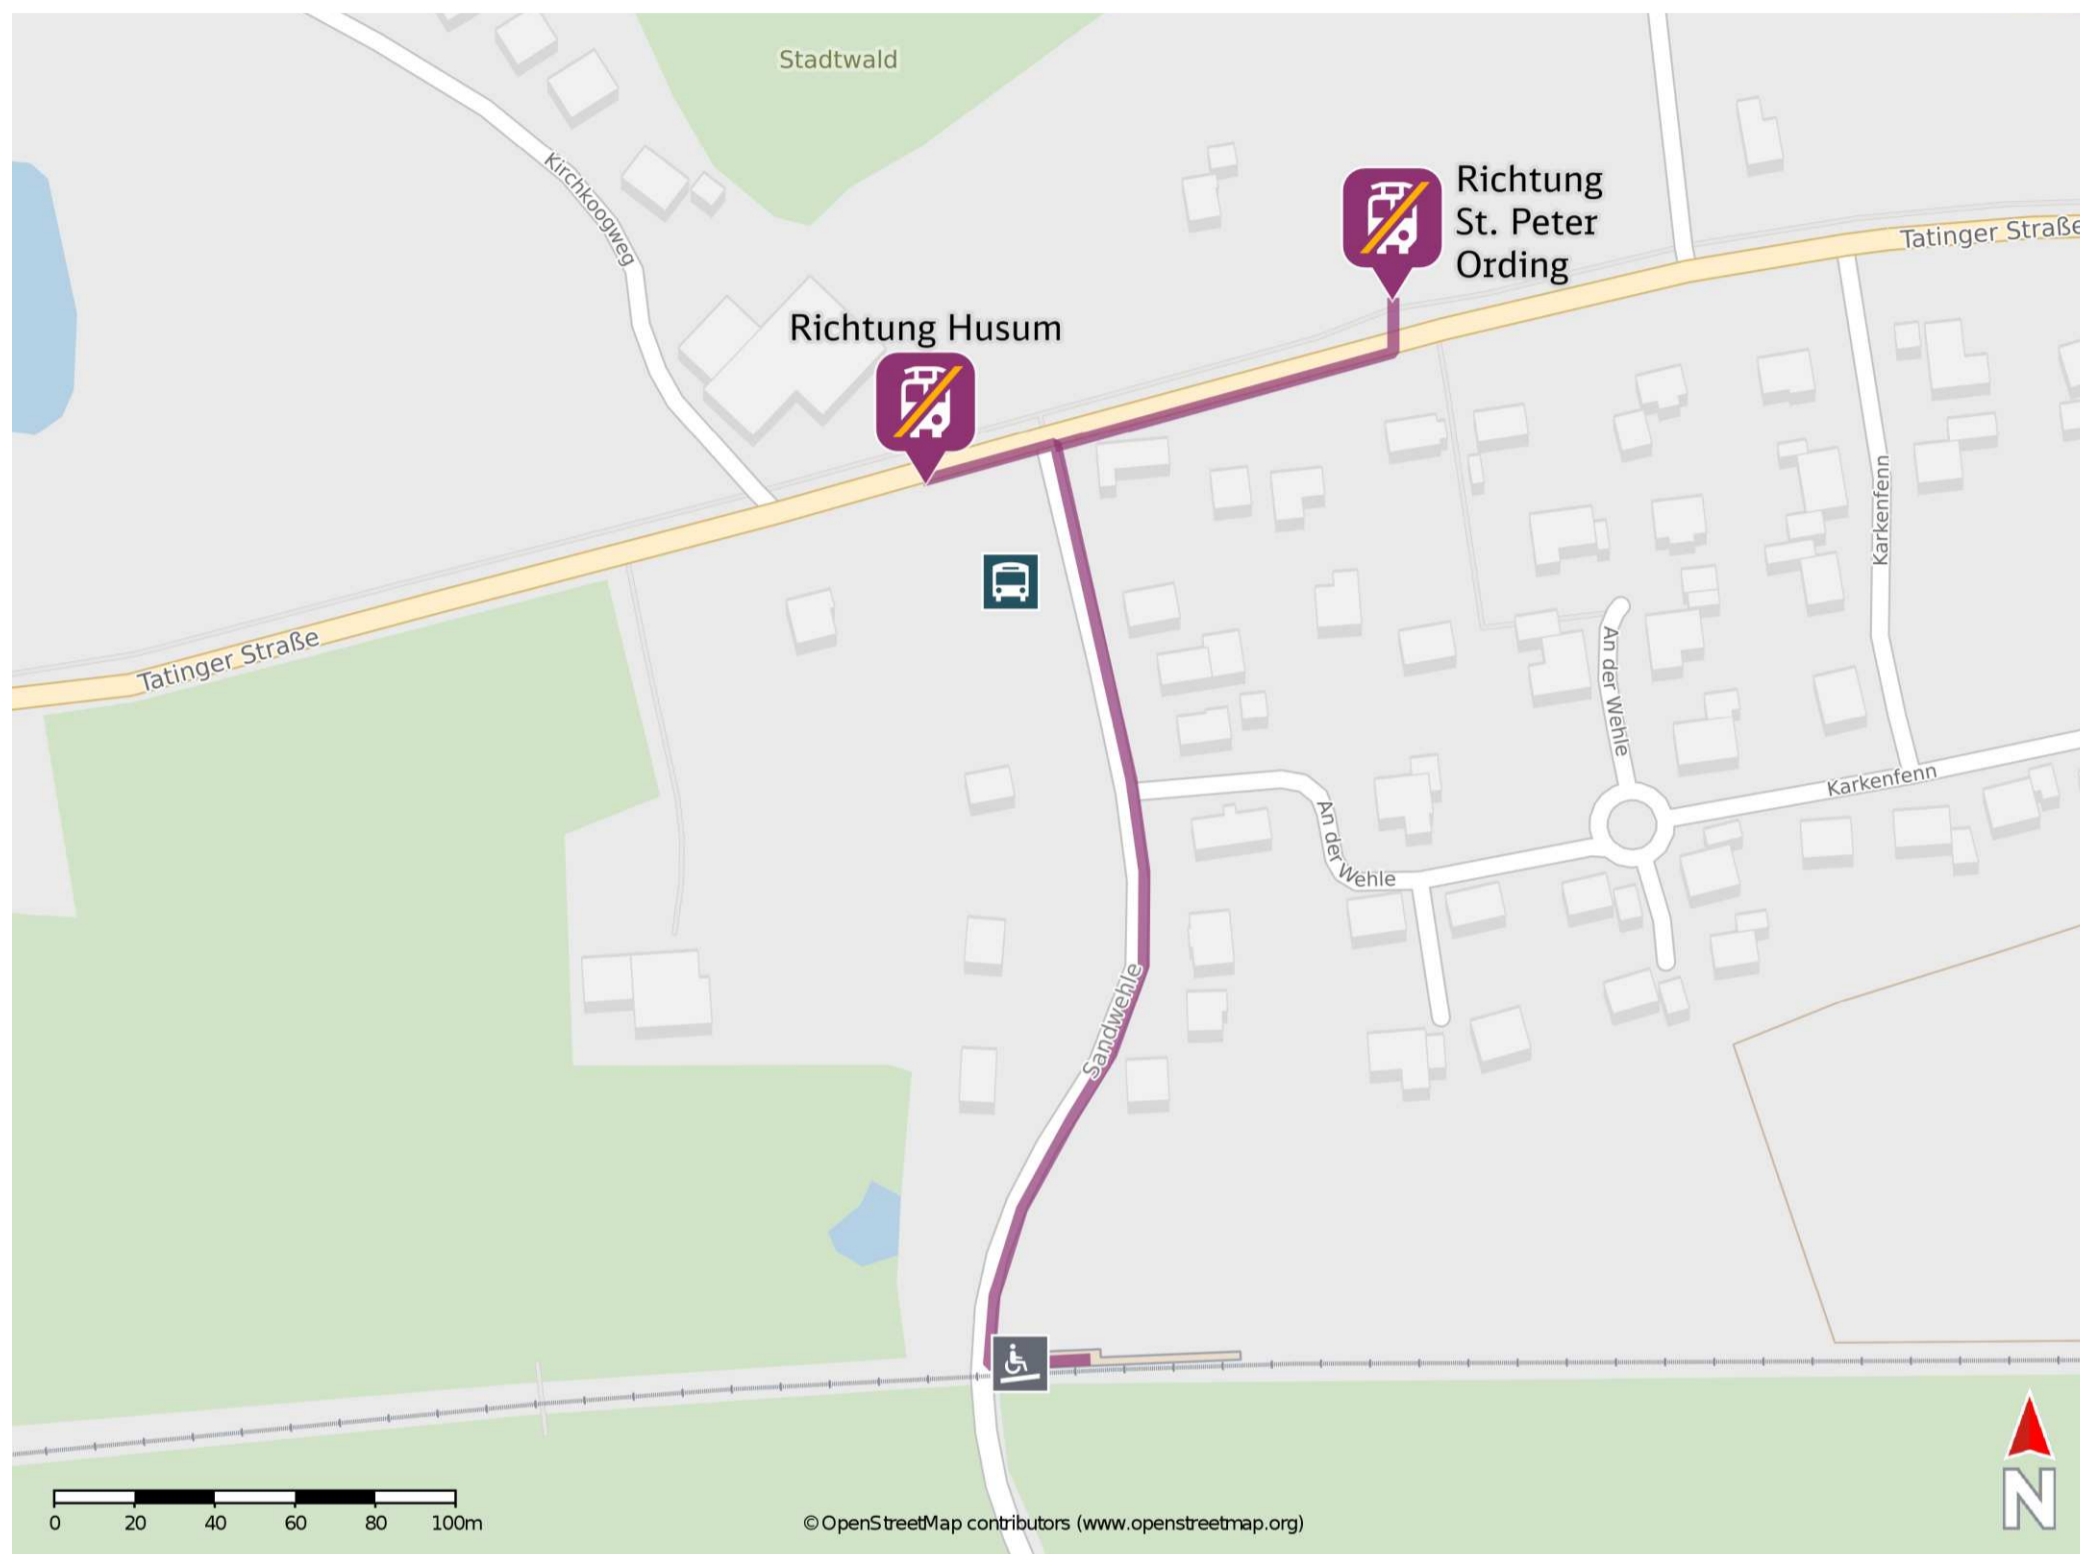 Stadtwald
Kirchkoogweg
Richtung
St. Peter
Ording
Tatinger Straße
Richtung Husum
Karkenfenn
Tatinger Straße
An der Wehle
Karkenfenn
An der Wehle
Sandwehle
0 20 40 60 80 100m
©OpenStreetMap contributors (www.openstreetmap.org)
N